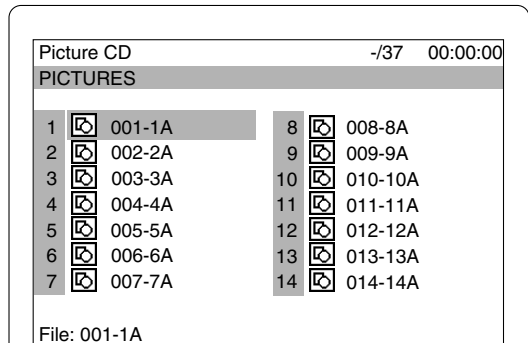 Picture CD -/37 00:00:00
PICTURES
1 001-1A
2 002-2A
3 003-3A
4 004-4A
5 005-5A
6 006-6A
7 007-7A
8 008-8A
9 009-9A
10 010-10A
11 011-11A
12 012-12A
13 013-13A
14 014-14A
File: 001-1A